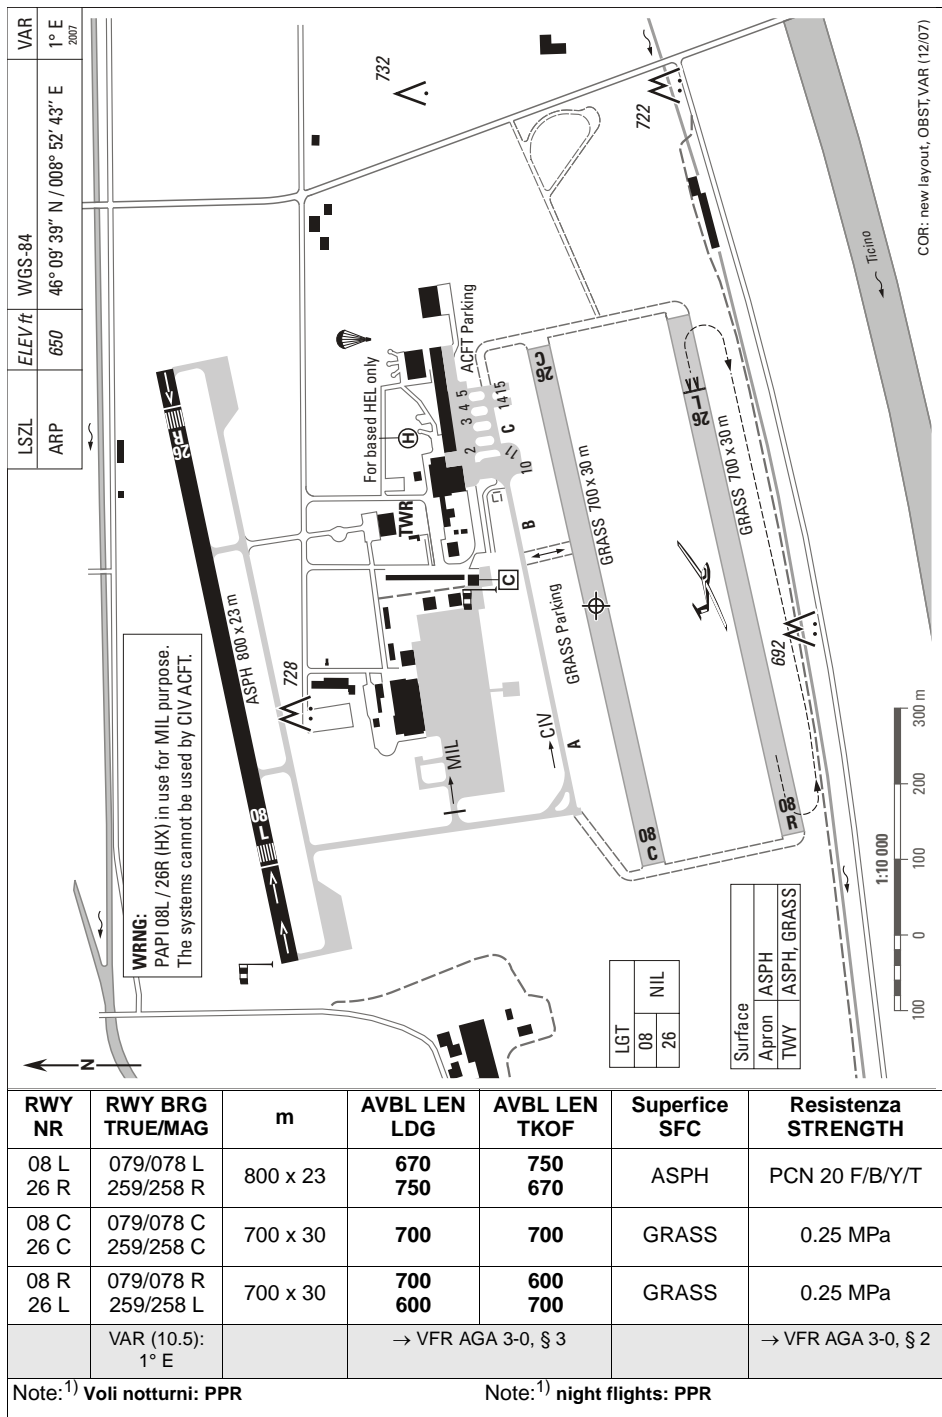 LSZL ELEV ft WGS-84 VAR
ARP 650 46° 09' 39" N / 008° 52' 43" E 1° E
2007
COR: new layout, OBST, VAR (12/07)
732
722
Ticino
For based HEL only
H
ACFT Parking
TWR
2
3 4 5
C
14 15
11
10
B
C
26 R
ASPH 800 x 23 m
08 L
WRNG:
PAPI 08L / 26R (HX) in use for MIL purpose.
The systems cannot be used by CIV ACFT.
728
MIL
CIV
A
GRASS Parking
26 C
GRASS 700 x 30 m
08 C
26 L
GRASS 700 x 30 m
08 R
692
N
LGT
08 NIL
26
Surface
Apron ASPH
TWY ASPH, GRASS
1:10 000
100 0 100 200 300 m
RWY NR RWY BRG TRUE/MAG m AVBL LEN LDG AVBL LEN TKOF Superfice SFC Resistenza STRENGTH
08 L 079/078 L 800 x 23 670 750 ASPH PCN 20 F/B/Y/T
26 R 259/258 R 750 670
08 C 079/078 C 700 x 30 700 700 GRASS 0.25 MPa
26 C 259/258 C
08 R 079/078 R 700 x 30 700 600 GRASS 0.25 MPa
26 L 259/258 L 600 700
VAR (10.5): → VFR AGA 3-0, § 3 → VFR AGA 3-0, § 2
1° E
Note:1) Voli notturni: PPR Note:1) night flights: PPR